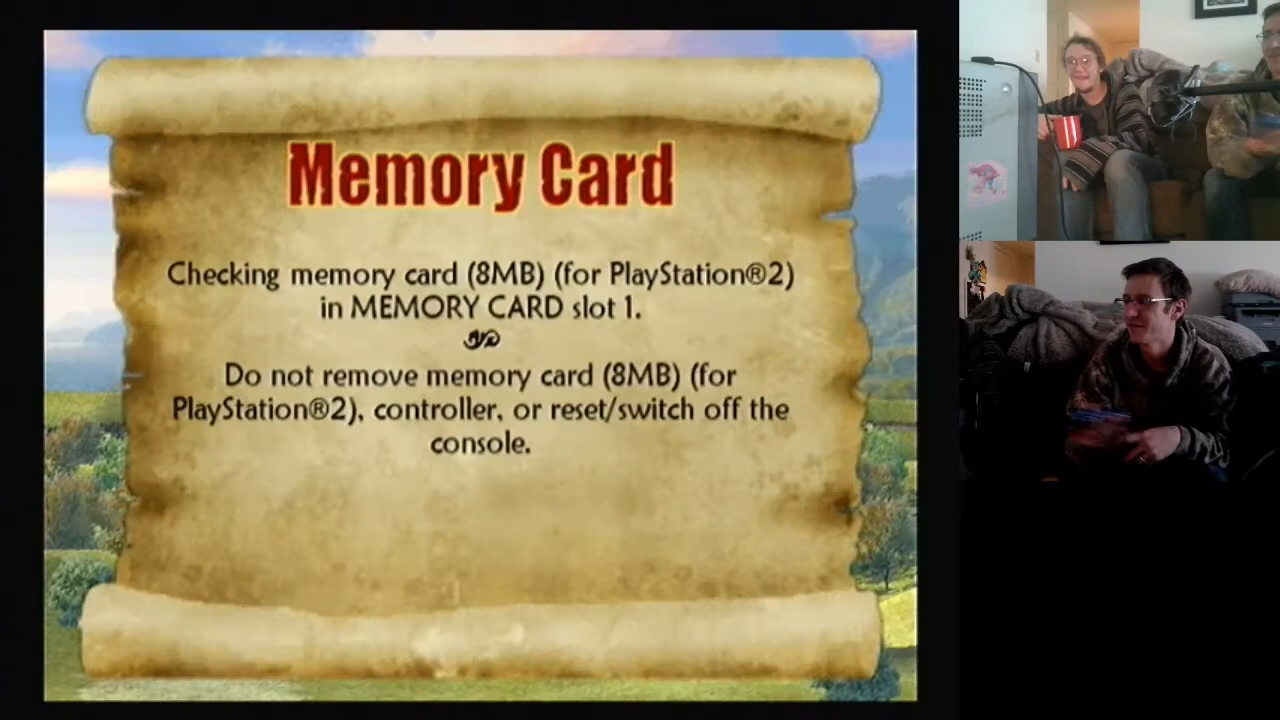 Memory Card
Checking memory card (8MB) (for PlayStation®2)
in MEMORY CARD slot 1.
Do not remove memory card (8MB) (for
PlayStation®2), controller, or reset/switch off the
console.